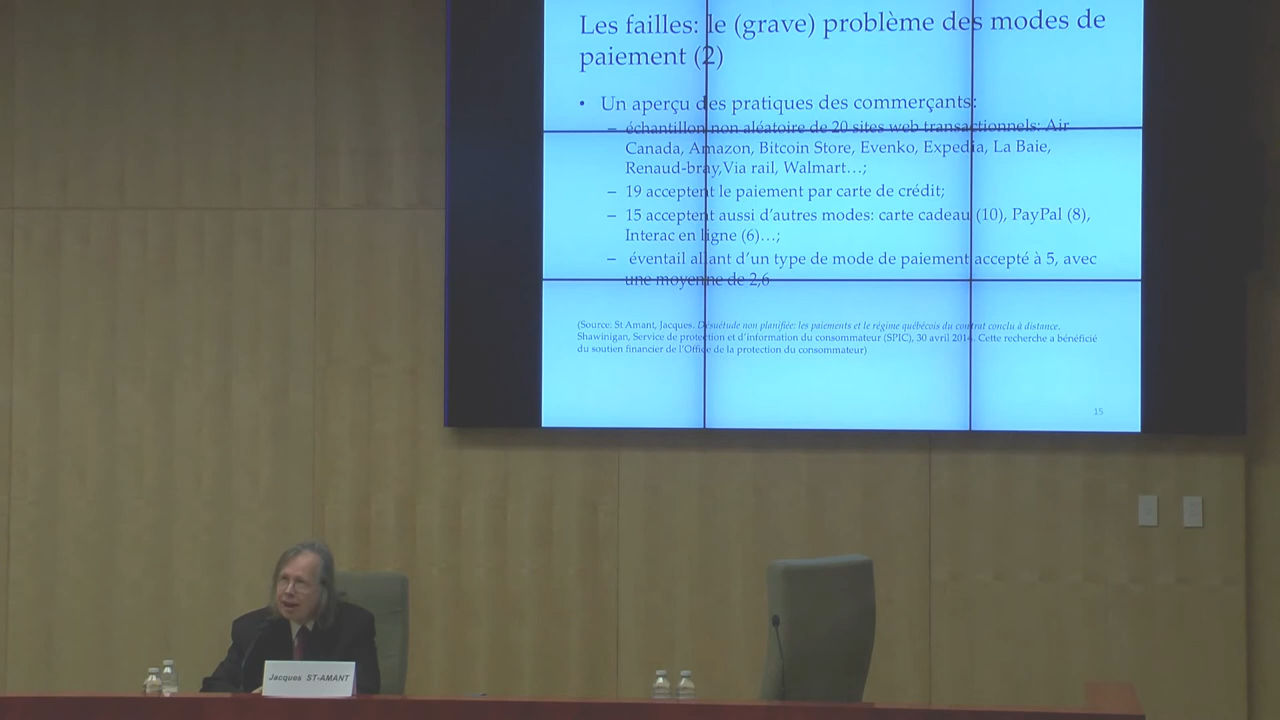 Les failles: le (grave) problème des modes de
paiement (2)
• Un aperçu des pratiques des commerçants:
– échantillon non aléatoire de 20 sites web transactionnels: Air
Canada, Amazon, Bitcoin Store, Evenko, Expedia, La Baie,
Renaud-bray,Via rail, Walmart…;
– 19 acceptent le paiement par carte de crédit;
– 15 acceptent aussi d'autres modes: carte cadeau (10), PayPal (8),
Interac en ligne (6)…;
– éventail allant d'un type de mode de paiement accepté à 5, avec
une moyenne de 2,6
(Source: St Amant, Jacques. Désuétude non planifiée: les paiements et le régime québécois du contrat conclu à distance.
Shawinigan, Service de protection et d'information du consommateur (SPIC), 30 avril 2014. Cette recherche a bénéficié
du soutien financier de l'Office de la protection du consommateur)
15
Jacques ST-AMANT